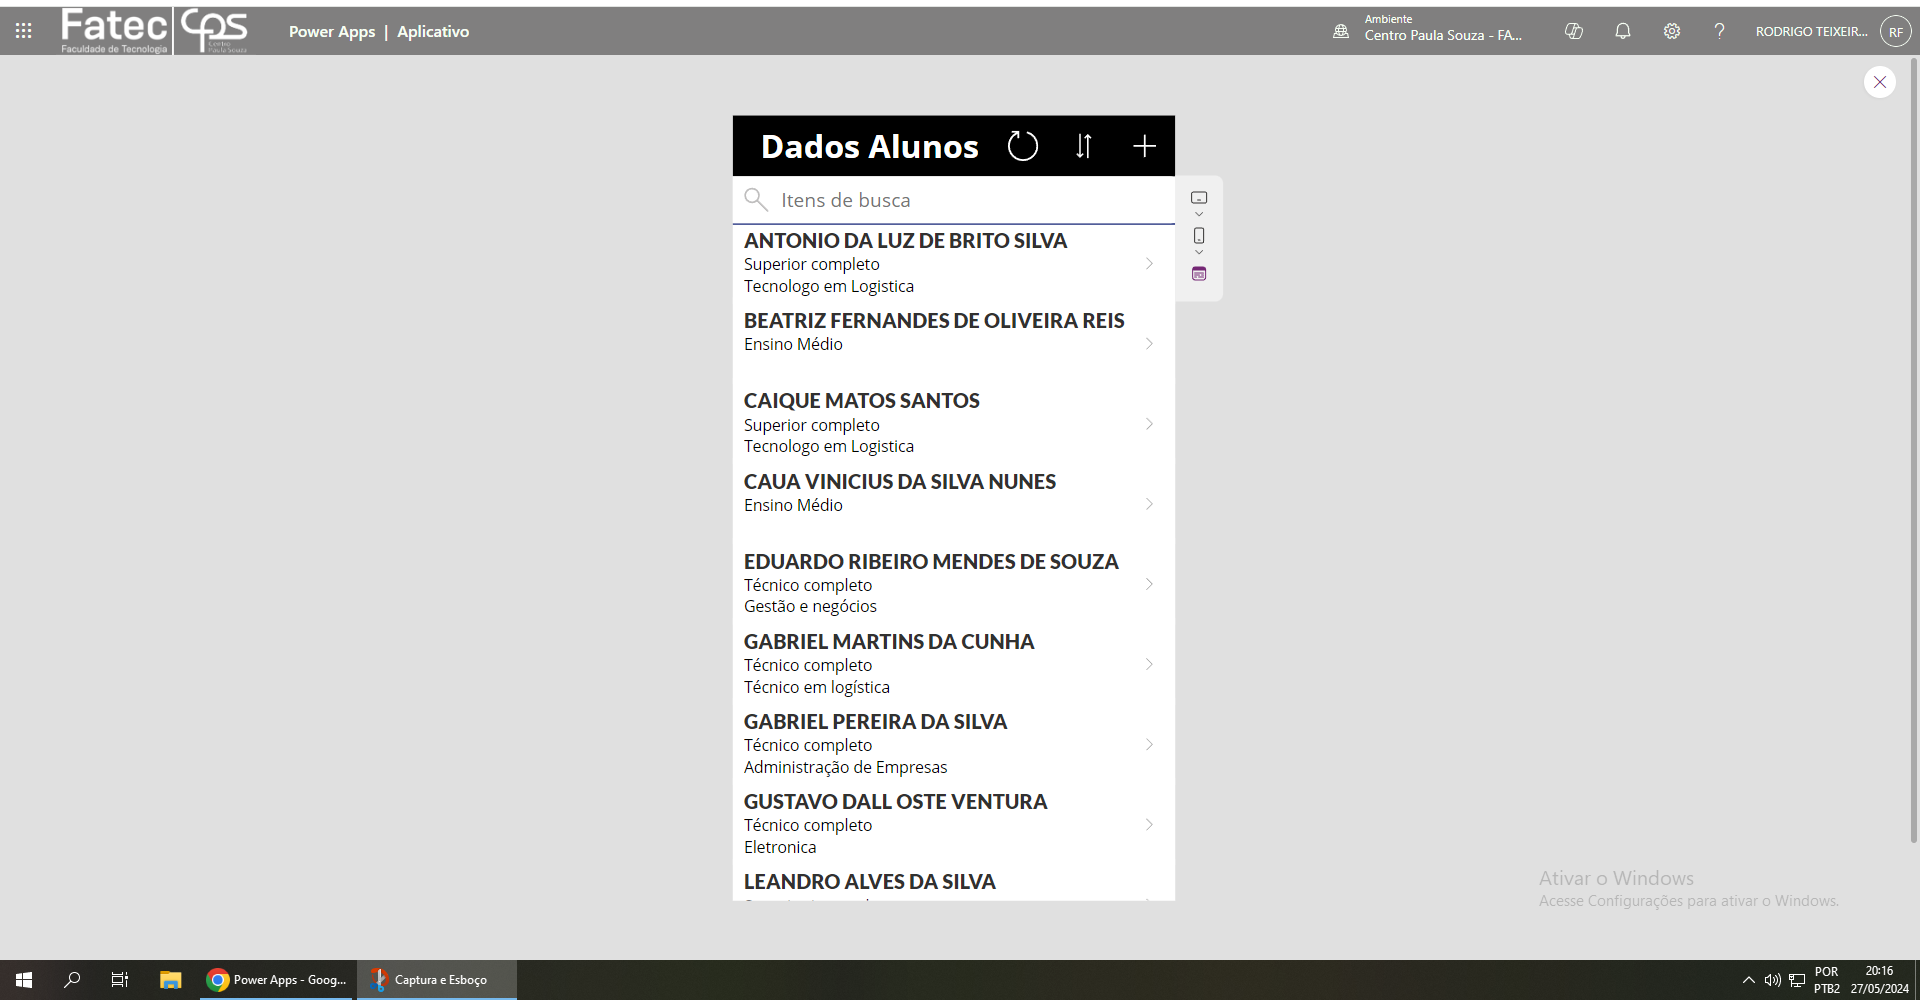 Fatec
Faculdade de Tecnologia
CPS
Centro
Paula Souza
Power Apps | Aplicativo
Ambiente
Centro Paula Souza - FA...
RODRIGO TEIXEIR...
RF
Dados Alunos
Itens de busca
ANTONIO DA LUZ DE BRITO SILVA
Superior completo
Tecnologo em Logistica
BEATRIZ FERNANDES DE OLIVEIRA REIS
Ensino Médio
CAIQUE MATOS SANTOS
Superior completo
Tecnologo em Logistica
CAUA VINICIUS DA SILVA NUNES
Ensino Médio
EDUARDO RIBEIRO MENDES DE SOUZA
Técnico completo
Gestão e negócios
GABRIEL MARTINS DA CUNHA
Técnico completo
Técnico em logística
GABRIEL PEREIRA DA SILVA
Técnico completo
Administração de Empresas
GUSTAVO DALL OSTE VENTURA
Técnico completo
Eletronica
LEANDRO ALVES DA SILVA
Ativar o Windows
Acesse Configurações para ativar o Windows.
Power Apps - Goog...
Captura e Esboço
POR
PTB2
20:16
27/05/2024